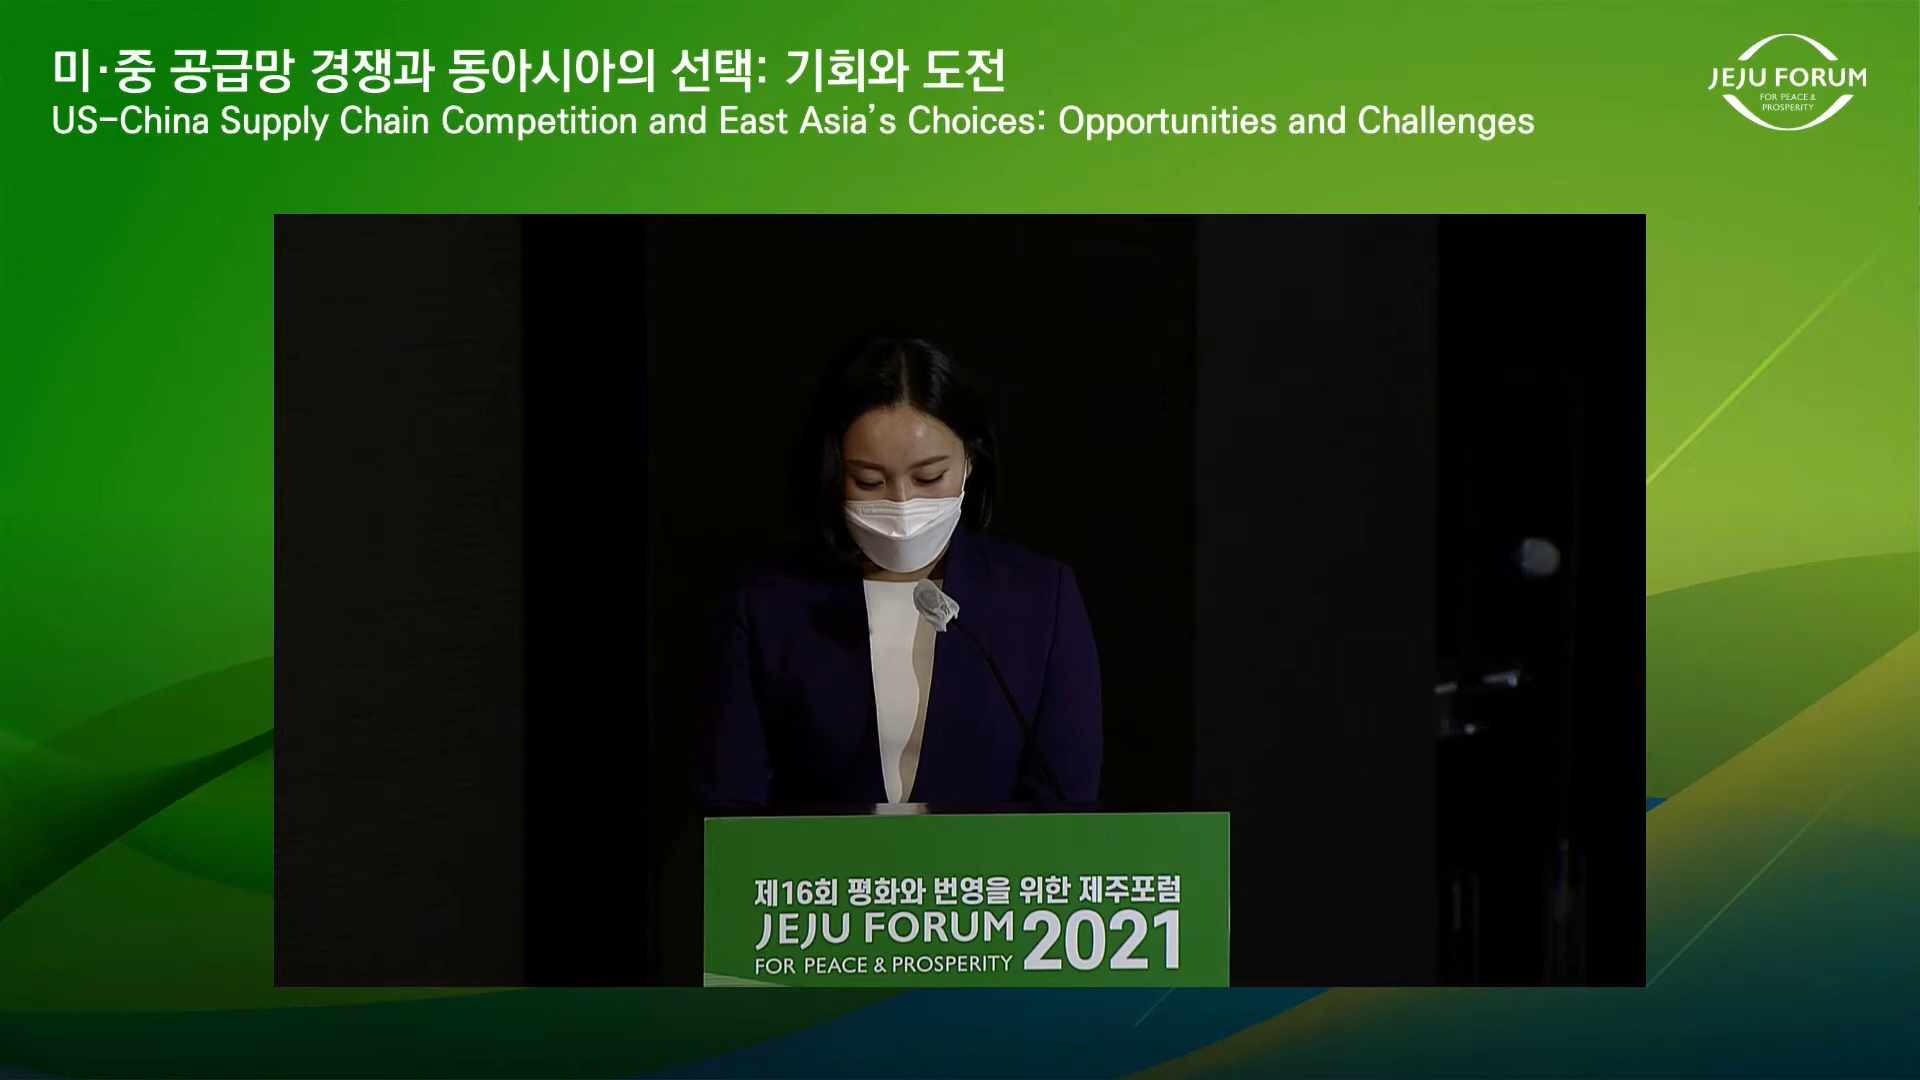 미·중 공급망 경쟁과 동아시아의 선택: 기회와 도전
US-China Supply Chain Competition and East Asia's Choices: Opportunities and Challenges
JEJU FORUM
FOR PEACE &
PROSPERITY
제16회 평화와 번영을 위한 제주포럼
JEJU FORUM 2021
FOR PEACE & PROSPERITY